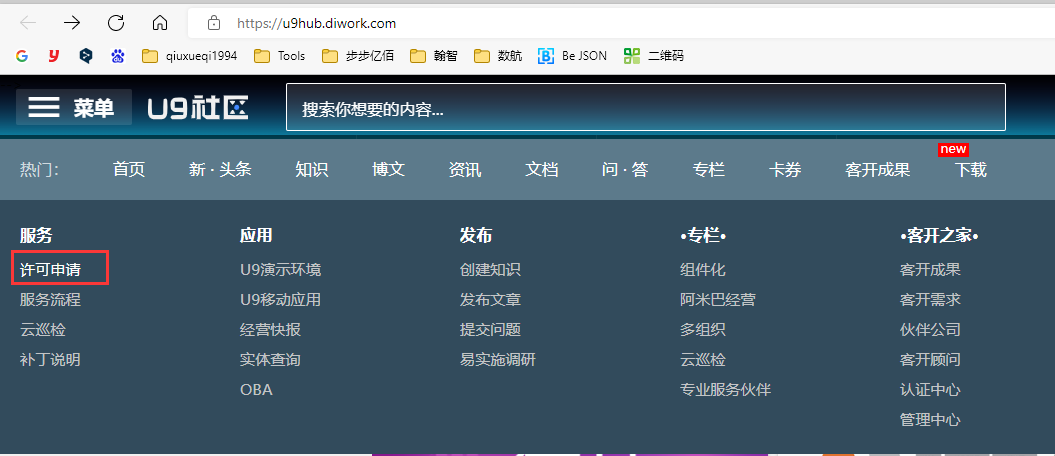 https://u9hub.diwork.com
qiuxueqi1994 Tools 步步亿佰 翰智 数航 Be JSON 二维码
菜单 U9社区 搜索你想要的内容...
热门： 首页 新 · 头条 知识 博文 资讯 文档 问 · 答 专栏 卡券 客开成果 new 下载
服务 应用 发布 •专栏• •客开之家•
许可申请 U9演示环境 创建知识 组件化 客开成果
服务流程 U9移动应用 发布文章 阿米巴经营 客开需求
云巡检 经营快报 提交问题 多组织 伙伴公司
补丁说明 实体查询 易实施调研 云巡检 客开顾问
OBA 专业服务伙伴 认证中心
管理中心